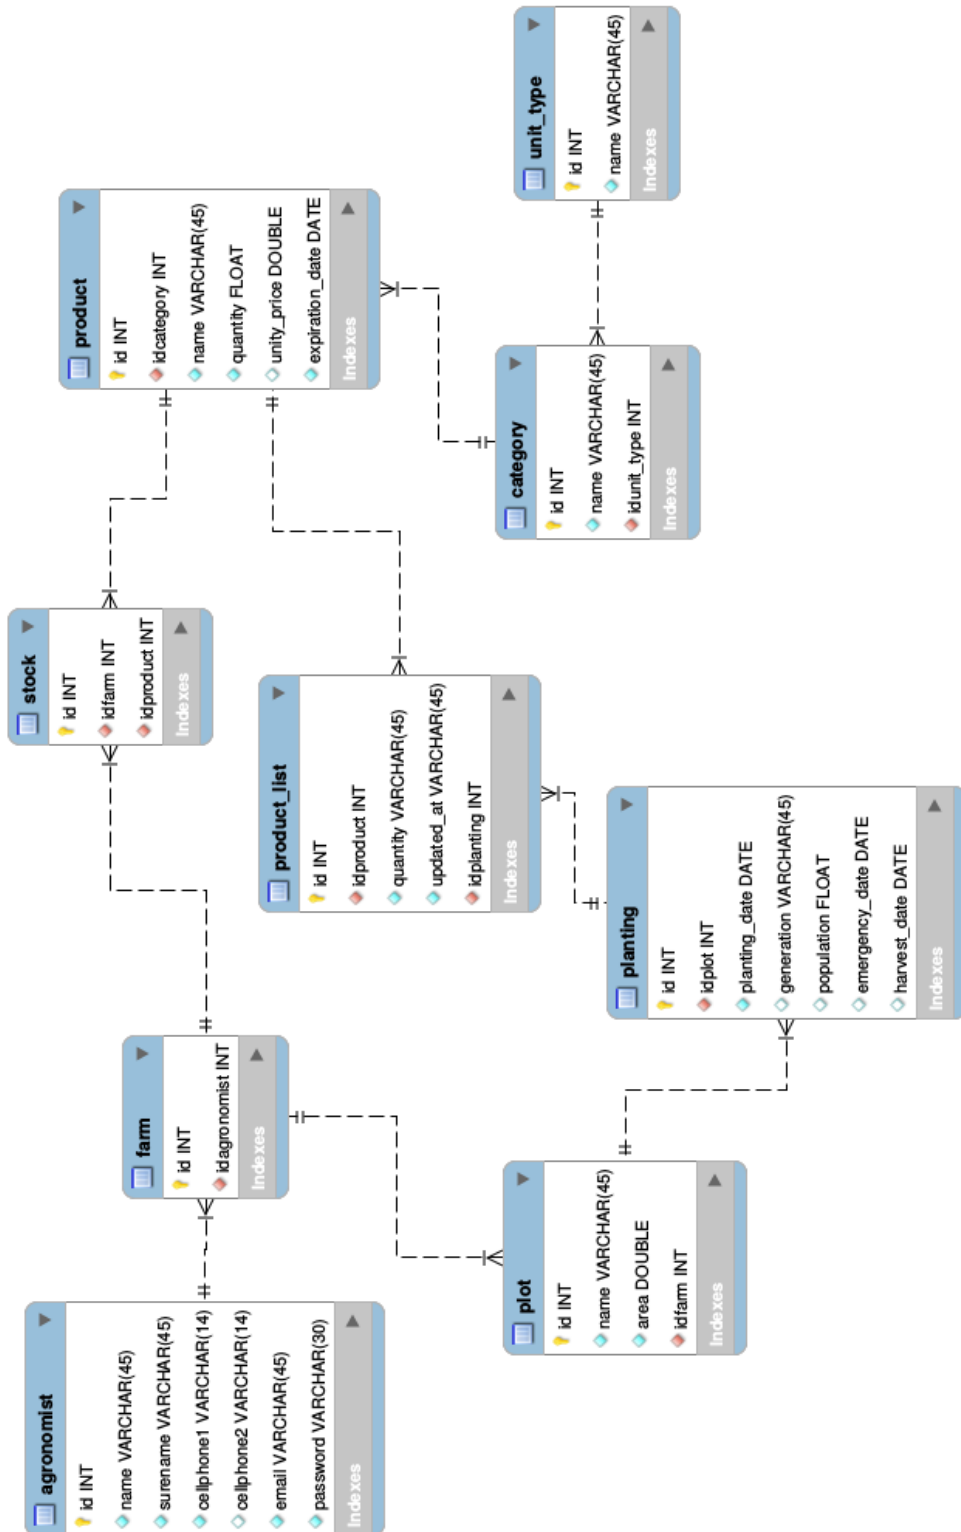 agronomist
id INT
name VARCHAR(45)
surename VARCHAR(45)
cellphone1 VARCHAR(14)
cellphone2 VARCHAR(14)
email VARCHAR(45)
password VARCHAR(30)
Indexes
farm
id INT
idagronomist INT
Indexes
stock
id INT
idfarm INT
idproduct INT
Indexes
product
id INT
idcategory INT
name VARCHAR(45)
quantity FLOAT
unity_price DOUBLE
expiration_date DATE
Indexes
product_list
id INT
idproduct INT
quantity VARCHAR(45)
updated_at VARCHAR(45)
idplanting INT
Indexes
plot
id INT
name VARCHAR(45)
area DOUBLE
idfarm INT
Indexes
planting
id INT
idplot INT
planting_date DATE
generation VARCHAR(45)
population FLOAT
emergency_date DATE
harvest_date DATE
Indexes
category
id INT
name VARCHAR(45)
idunit_type INT
Indexes
unit_type
id INT
name VARCHAR(45)
Indexes